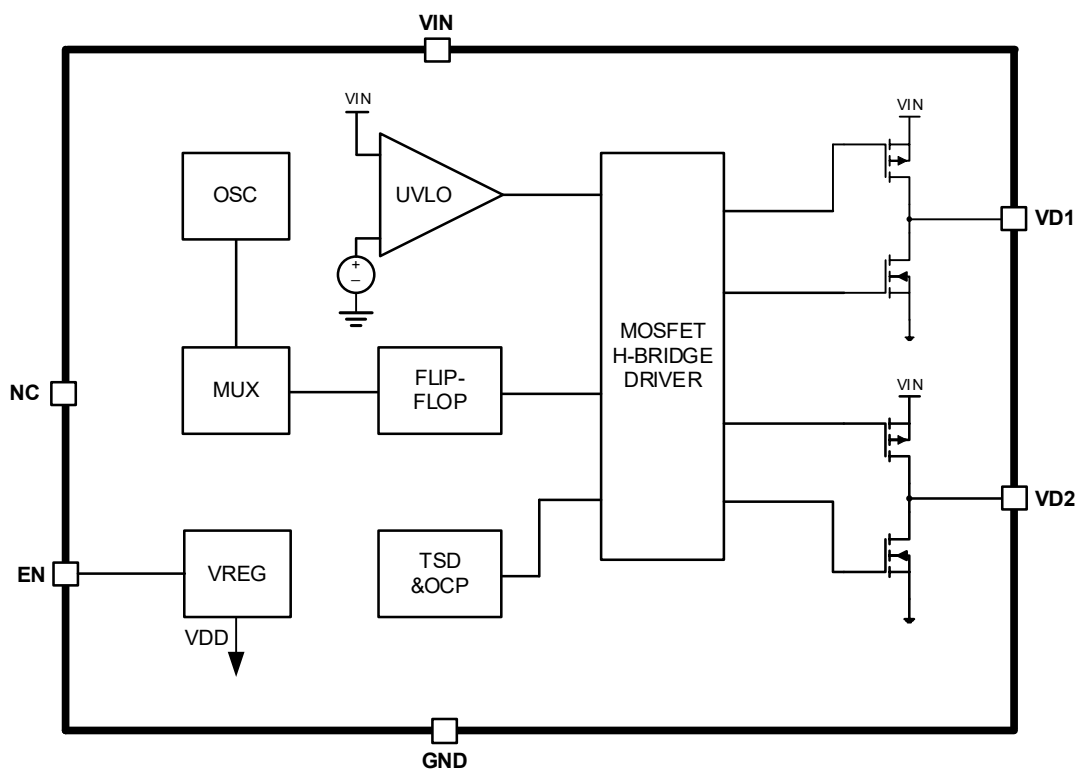 VIN
VIN
VIN
OSC
UVLO
VD1
+
−
MOSFET
H-BRIDGE
DRIVER
NC
MUX
FLIP-
FLOP
VIN
VD2
EN
VREG
TSD
&OCP
VDD
GND